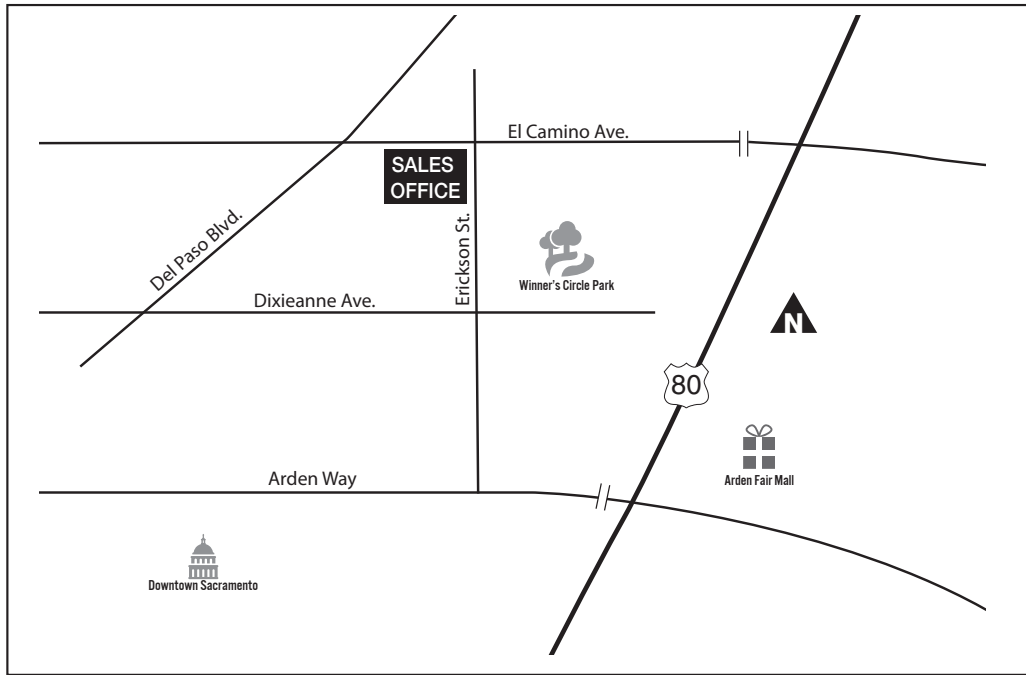 El Camino Ave.
SALES
OFFICE
Del Paso Blvd.
Erickson St.
Winner's Circle Park
Dixieanne Ave.
N
80
Arden Way
Arden Fair Mall
Downtown Sacramento